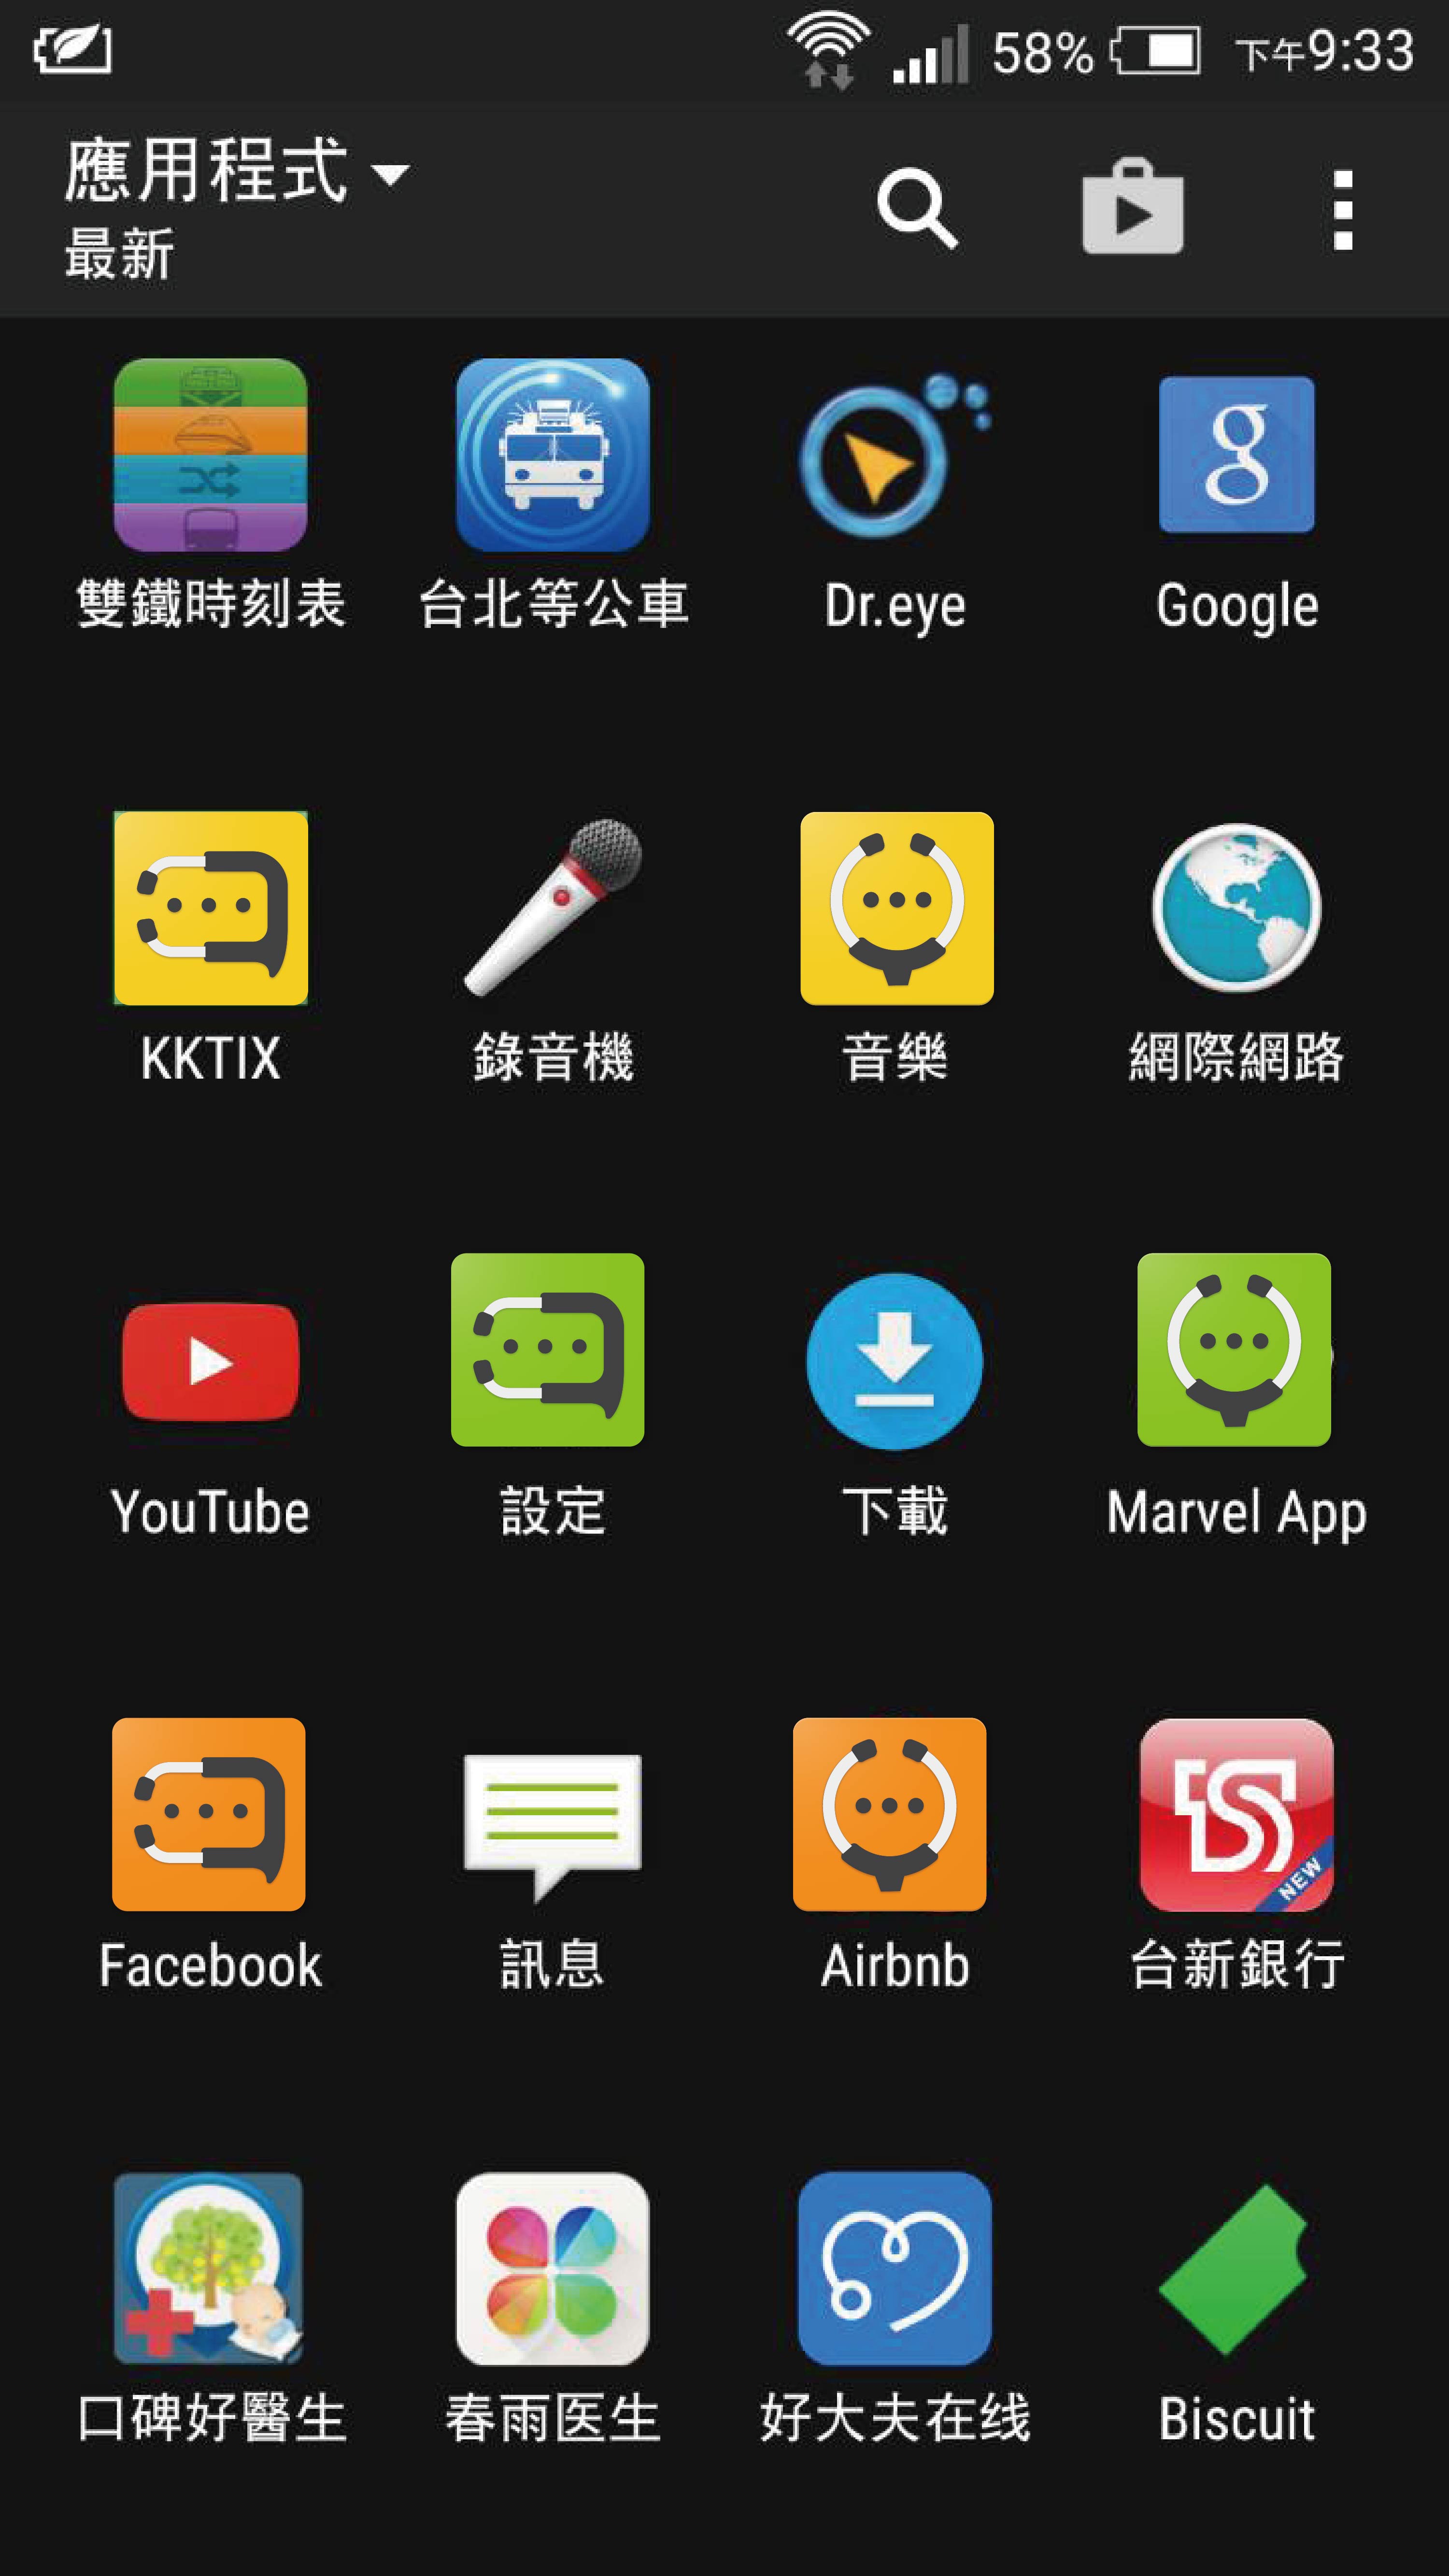 58% 下午9:33
應用程式
最新
雙鐵時刻表 台北等公車 Dr.eye Google
KKTIX 錄音機 音樂 網際網路
YouTube 設定 下載 Marvel App
NEW
Facebook 訊息 Airbnb 台新銀行
口碑好醫生 春雨医生 好大夫在线 Biscuit